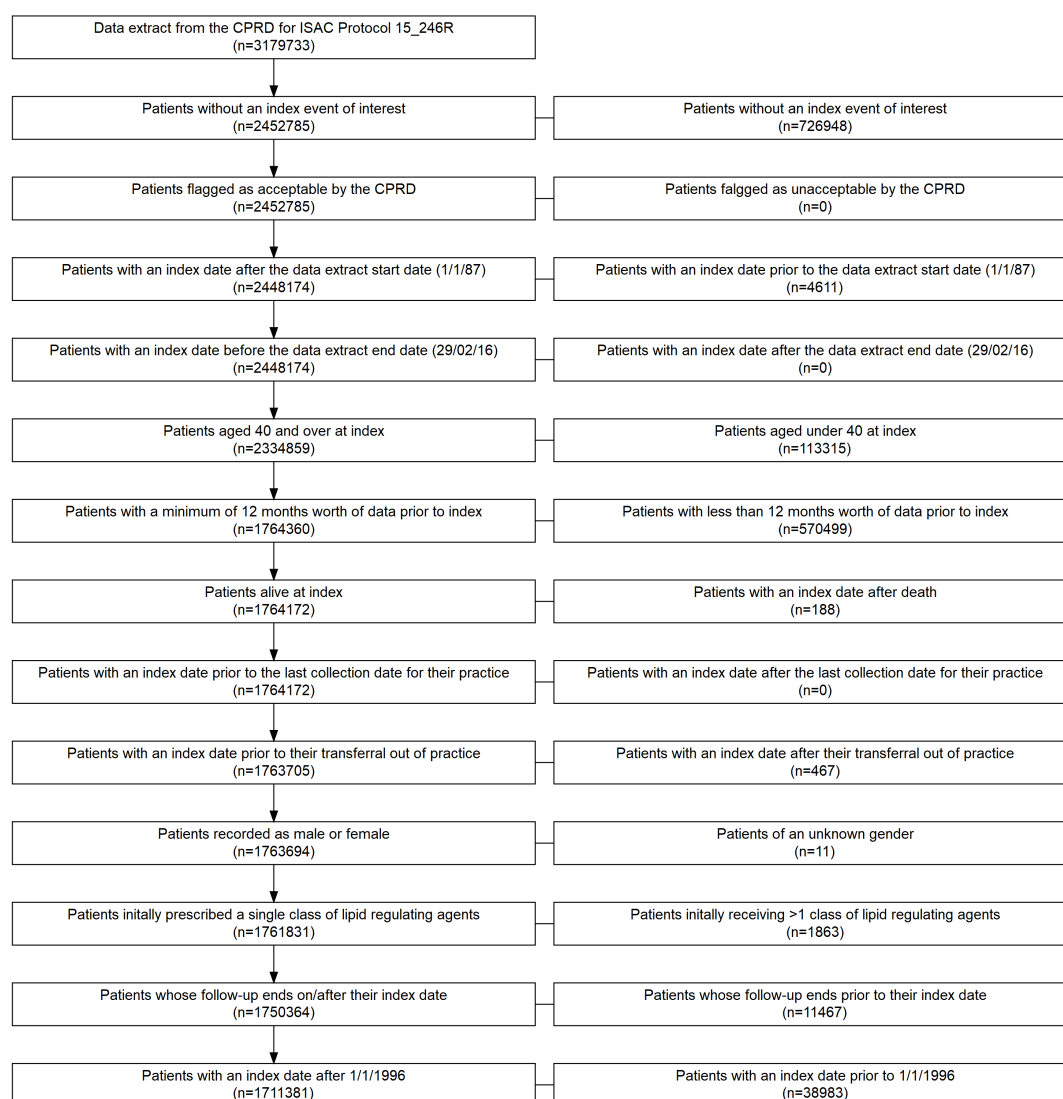 Data extract from the CPRD for ISAC Protocol 15_246R
(n=3179733)
Patients without an index event of interest
(n=2452785)
Patients without an index event of interest
(n=726948)
Patients flagged as acceptable by the CPRD
(n=2452785)
Patients falgged as unacceptable by the CPRD
(n=0)
Patients with an index date after the data extract start date (1/1/87)
(n=2448174)
Patients with an index date prior to the data extract start date (1/1/87)
(n=4611)
Patients with an index date before the data extract end date (29/02/16)
(n=2448174)
Patients with an index date after the data extract end date (29/02/16)
(n=0)
Patients aged 40 and over at index
(n=2334859)
Patients aged under 40 at index
(n=113315)
Patients with a minimum of 12 months worth of data prior to index
(n=1764360)
Patients with less than 12 months worth of data prior to index
(n=570499)
Patients alive at index
(n=1764172)
Patients with an index date after death
(n=188)
Patients with an index date prior to the last collection date for their practice
(n=1764172)
Patients with an index date after the last collection date for their practice
(n=0)
Patients with an index date prior to their transferral out of practice
(n=1763705)
Patients with an index date after their transferral out of practice
(n=467)
Patients recorded as male or female
(n=1763694)
Patients of an unknown gender
(n=11)
Patients initally prescribed a single class of lipid regulating agents
(n=1761831)
Patients initally receiving >1 class of lipid regulating agents
(n=1863)
Patients whose follow-up ends on/after their index date
(n=1750364)
Patients whose follow-up ends prior to their index date
(n=11467)
Patients with an index date after 1/1/1996
(n=1711381)
Patients with an index date prior to 1/1/1996
(n=38983)